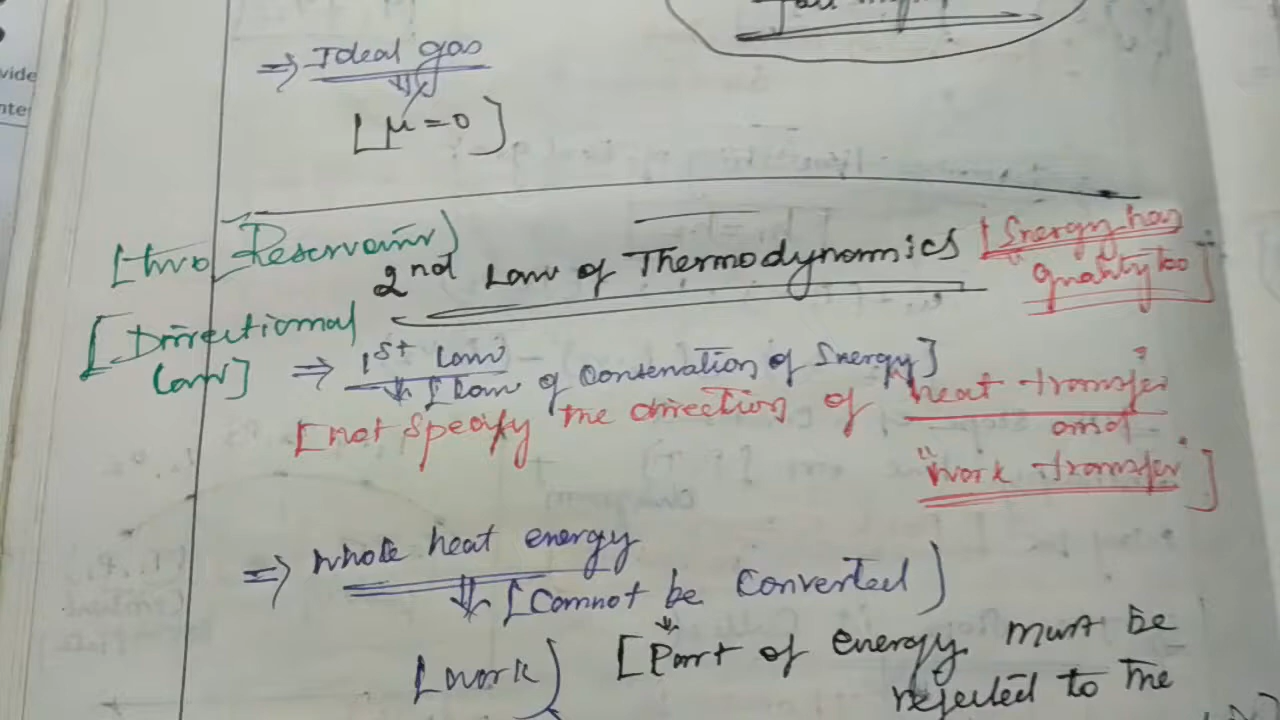 vide
nte
⇒ Ideal gas
[μ=0]
[two Reservoir]
2nd Law of Thermodynamics [Energy has
quality too]
[Directional
Law]
⇒ 1st Law
[Law of Conservation of Energy]
[not specify the direction of "heat transfer"
and
"work transfer"]
⇒ Whole heat energy
[Cannot be Converted]
[work] [Part of energy must be
rejected to the